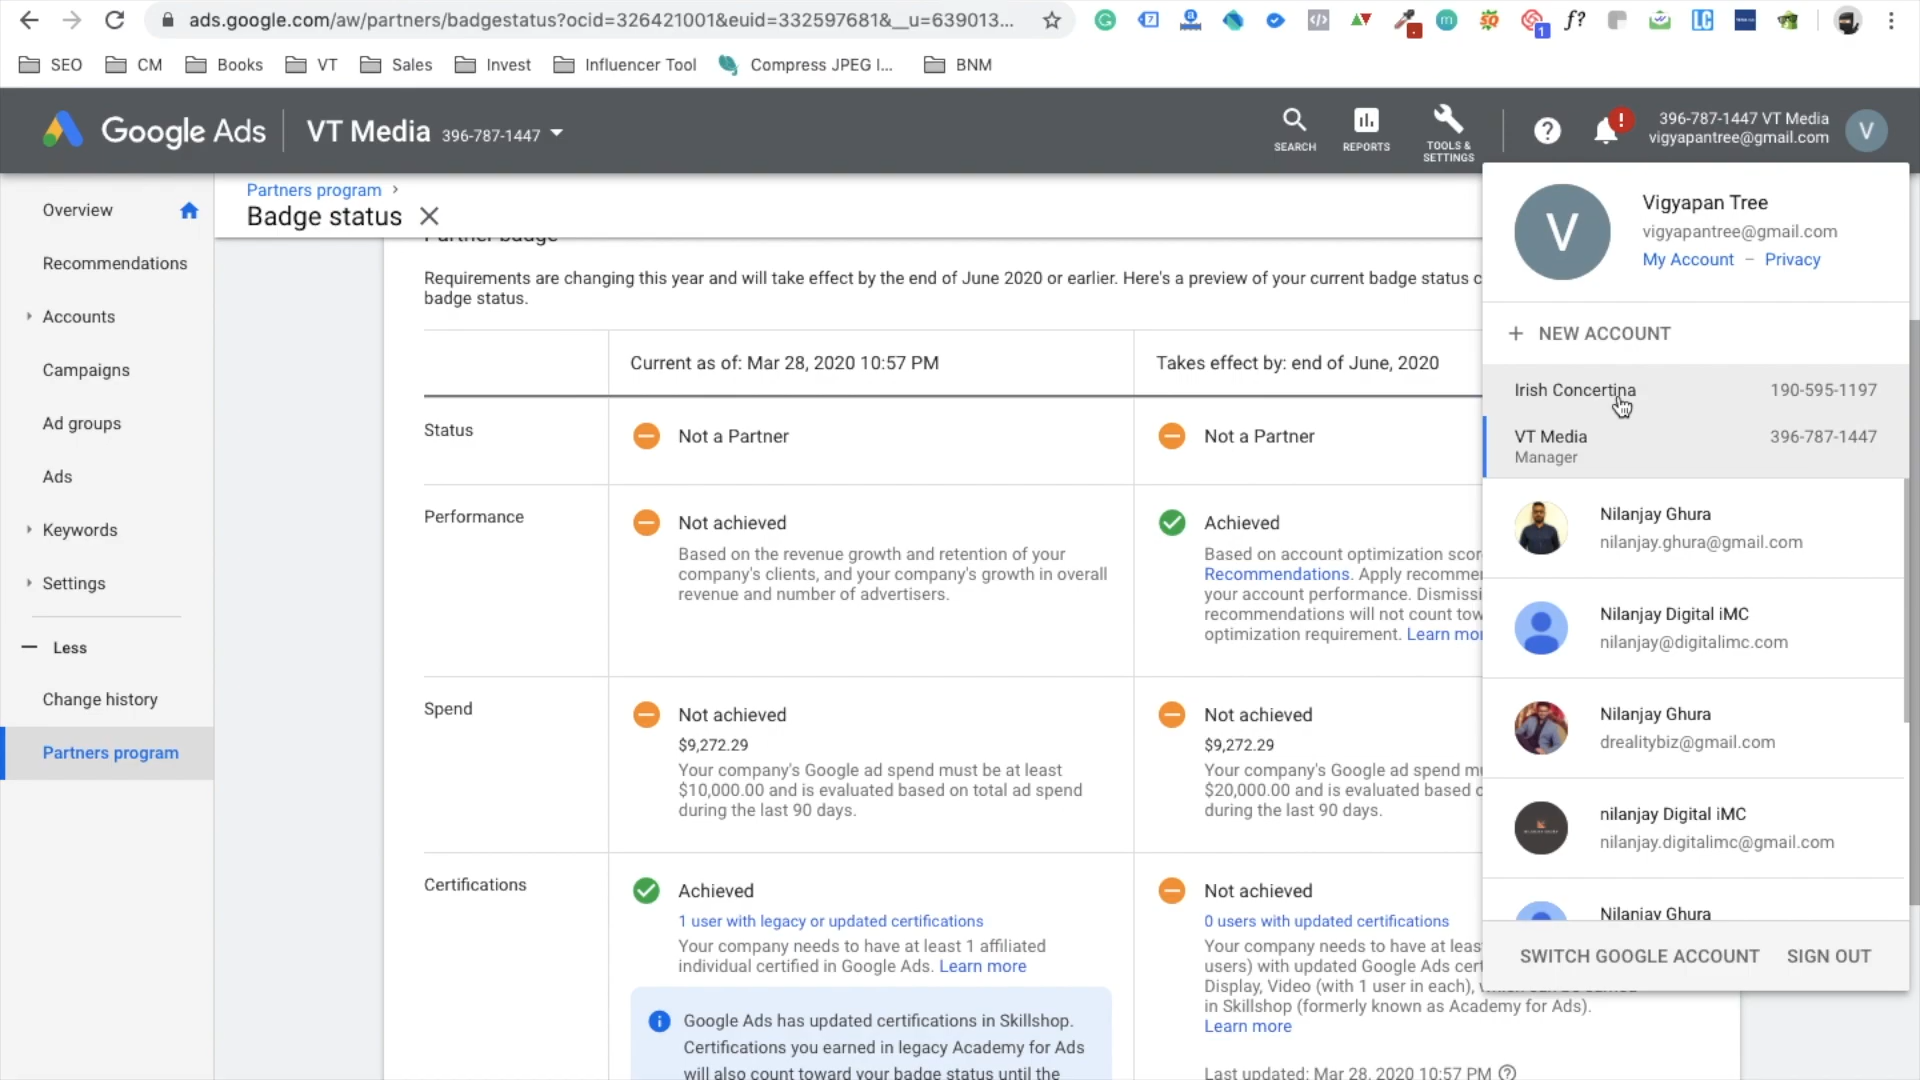 ads.google.com/aw/partners/badgestatus?ocid=326421001&euid=332597681&__u=639013...
SEO
CM
Books
VT
Sales
Invest
Influencer Tool
Compress JPEG I...
BNM
Google Ads
VT Media 396-787-1447
SEARCH
REPORTS
TOOLS &
SETTINGS
396-787-1447 VT Media
vigyapantree@gmail.com
V
Overview
Recommendations
Accounts
Campaigns
Ad groups
Ads
Keywords
Settings
Less
Change history
Partners program
Partners program
Badge status
Partner badge
Requirements are changing this year and will take effect by the end of June 2020 or earlier. Here's a preview of your current badge status c
badge status.
Current as of: Mar 28, 2020 10:57 PM
Takes effect by: end of June, 2020
Status
Not a Partner
Not a Partner
Performance
Not achieved
Based on the revenue growth and retention of your
company's clients, and your company's growth in overall
revenue and number of advertisers.
Achieved
Based on account optimization scor
Recommendations. Apply recomme
your account performance. Dismissi
recommendations will not count tow
optimization requirement. Learn mor
Spend
Not achieved
$9,272.29
Your company's Google ad spend must be at least
$10,000.00 and is evaluated based on total ad spend
during the last 90 days.
Not achieved
$9,272.29
Your company's Google ad spend mu
$20,000.00 and is evaluated based o
during the last 90 days.
Certifications
Achieved
1 user with legacy or updated certifications
Your company needs to have at least 1 affiliated
individual certified in Google Ads. Learn more
Google Ads has updated certifications in Skillshop.
Certifications you earned in legacy Academy for Ads
will also count toward your badge status until the
Not achieved
0 users with updated certifications
Your company needs to have at leas
users) with updated Google Ads cert
Display, Video (with 1 user in each),
in Skillshop (formerly known as Academy for Ads).
Learn more
Last updated: Mar 28, 2020 10:57 PM
V
Vigyapan Tree
vigyapantree@gmail.com
My Account – Privacy
+ NEW ACCOUNT
Irish Concertina 190-595-1197
VT Media 396-787-1447
Manager
Nilanjay Ghura
nilanjay.ghura@gmail.com
Nilanjay Digital iMC
nilanjay@digitalimc.com
Nilanjay Ghura
drealitybiz@gmail.com
nilanjay Digital iMC
nilanjay.digitalimc@gmail.com
Nilanjay Ghura
SWITCH GOOGLE ACCOUNT SIGN OUT